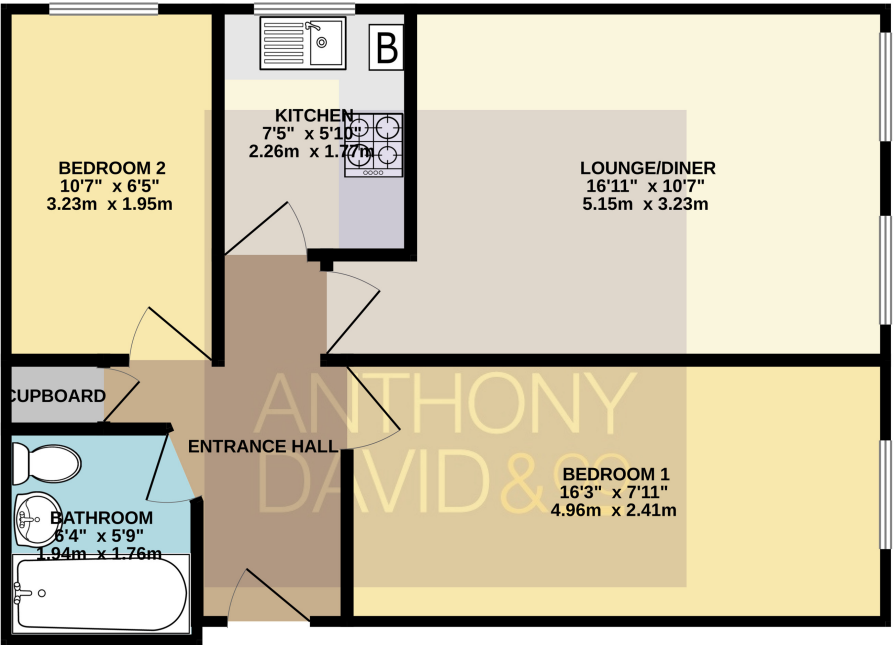 B
KITCHEN
7'5" x 5'10"
2.26m x 1.77m
BEDROOM 2
10'7" x 6'5"
3.23m x 1.95m
LOUNGE/DINER
16'11" x 10'7"
5.15m x 3.23m
CUPBOARD
ANTHONY
DAVID & co
ENTRANCE HALL
BEDROOM 1
16'3" x 7'11"
4.96m x 2.41m
BATHROOM
6'4" x 5'9"
1.94m x 1.76m